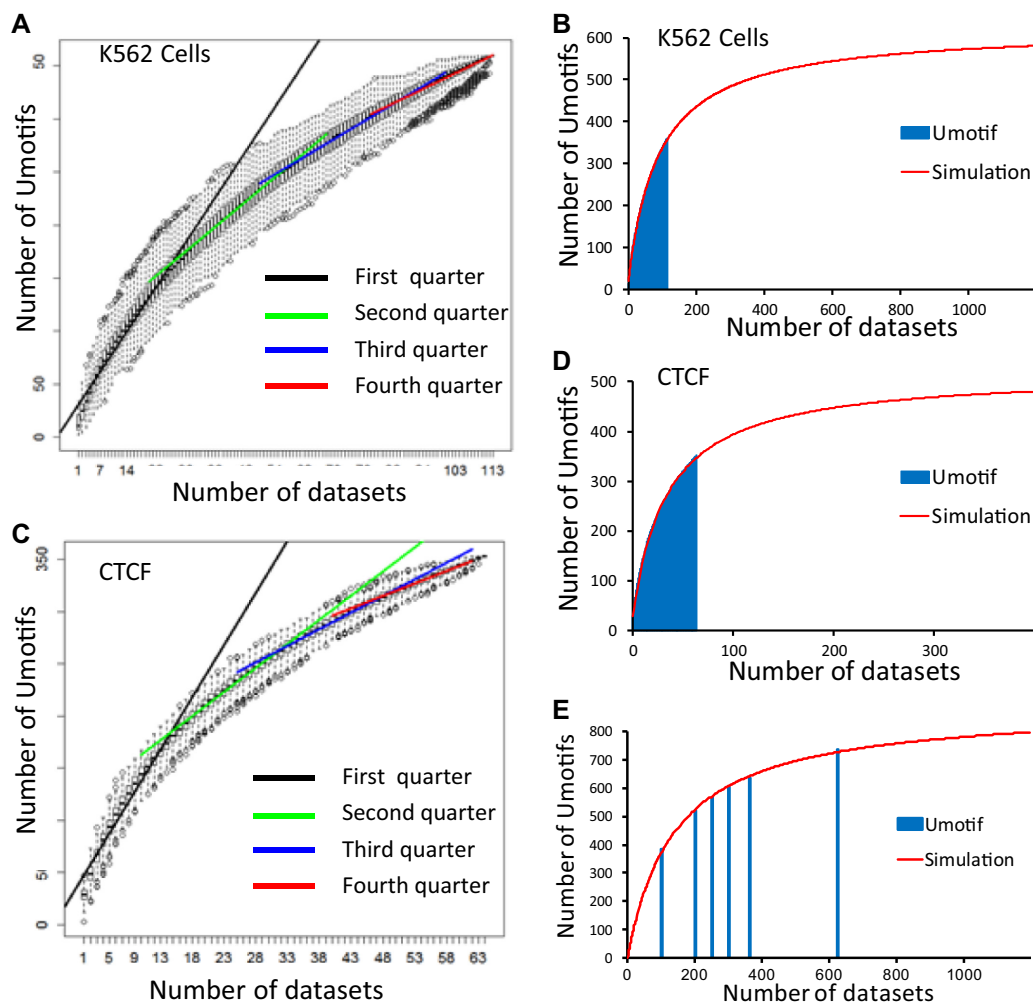 A
K562 Cells
Number of Umotifs
50
50
0
First quarter
Second quarter
Third quarter
Fourth quarter
1 7 14 103 113
Number of datasets
B
K562 Cells
Number of Umotifs
600
500
400
300
200
100
0
Umotif
Simulation
0 200 400 600 800 1000
Number of datasets
C
CTCF
Number of Umotifs
350
0
First quarter
Second quarter
Third quarter
Fourth quarter
1 5 9 13 18 23 28 33 38 43 48 53 58 63
Number of datasets
D
CTCF
Number of Umotifs
500
400
300
200
100
0
Umotif
Simulation
0 100 200 300
Number of datasets
E
Number of Umotifs
800
700
600
500
400
300
200
100
0
Umotif
Simulation
0 200 400 600 800 1000
Number of datasets